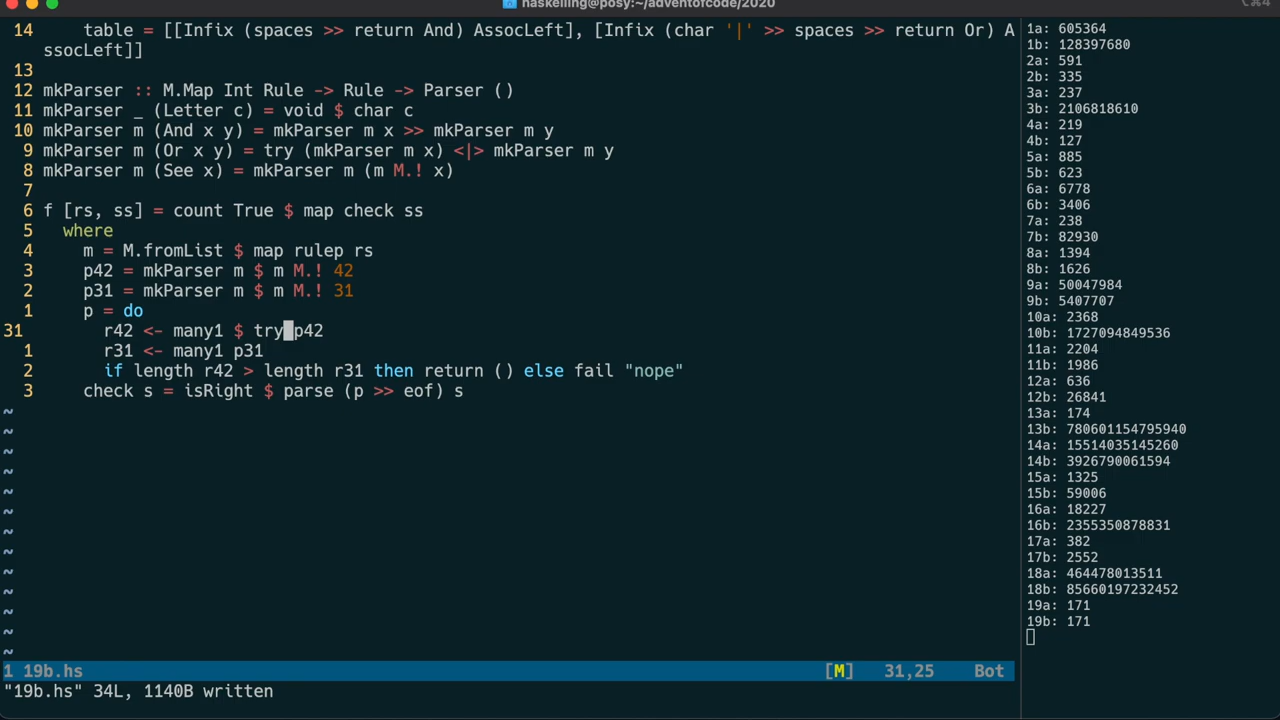 haskelling@posy:~/adventofcode/2020
⌥⌘4
14 table = [[Infix (spaces >> return And) AssocLeft], [Infix (char '|' >> spaces >> return Or) A
ssocLeft]]
13
12 mkParser :: M.Map Int Rule -> Rule -> Parser ()
11 mkParser _ (Letter c) = void $ char c
10 mkParser m (And x y) = mkParser m x >> mkParser m y
9 mkParser m (Or x y) = try (mkParser m x) <|> mkParser m y
8 mkParser m (See x) = mkParser m (m M.! x)
7
6 f [rs, ss] = count True $ map check ss
5 where
4 m = M.fromList $ map rulep rs
3 p42 = mkParser m $ m M.! 42
2 p31 = mkParser m $ m M.! 31
1 p = do
31 r42 <- many1 $ try p42
1 r31 <- many1 p31
2 if length r42 > length r31 then return () else fail "nope"
3 check s = isRight $ parse (p >> eof) s
~
~
~
~
~
~
~
~
~
~
~
~
~
1 19b.hs [M] 31,25 Bot
"19b.hs" 34L, 1140B written
1a: 605364
1b: 128397680
2a: 591
2b: 335
3a: 237
3b: 2106818610
4a: 219
4b: 127
5a: 885
5b: 623
6a: 6778
6b: 3406
7a: 238
7b: 82930
8a: 1394
8b: 1626
9a: 50047984
9b: 5407707
10a: 2368
10b: 1727094849536
11a: 2204
11b: 1986
12a: 636
12b: 26841
13a: 174
13b: 780601154795940
14a: 15514035145260
14b: 3926790061594
15a: 1325
15b: 59006
16a: 18227
16b: 2355350878831
17a: 382
17b: 2552
18a: 464478013511
18b: 85660197232452
19a: 171
19b: 171